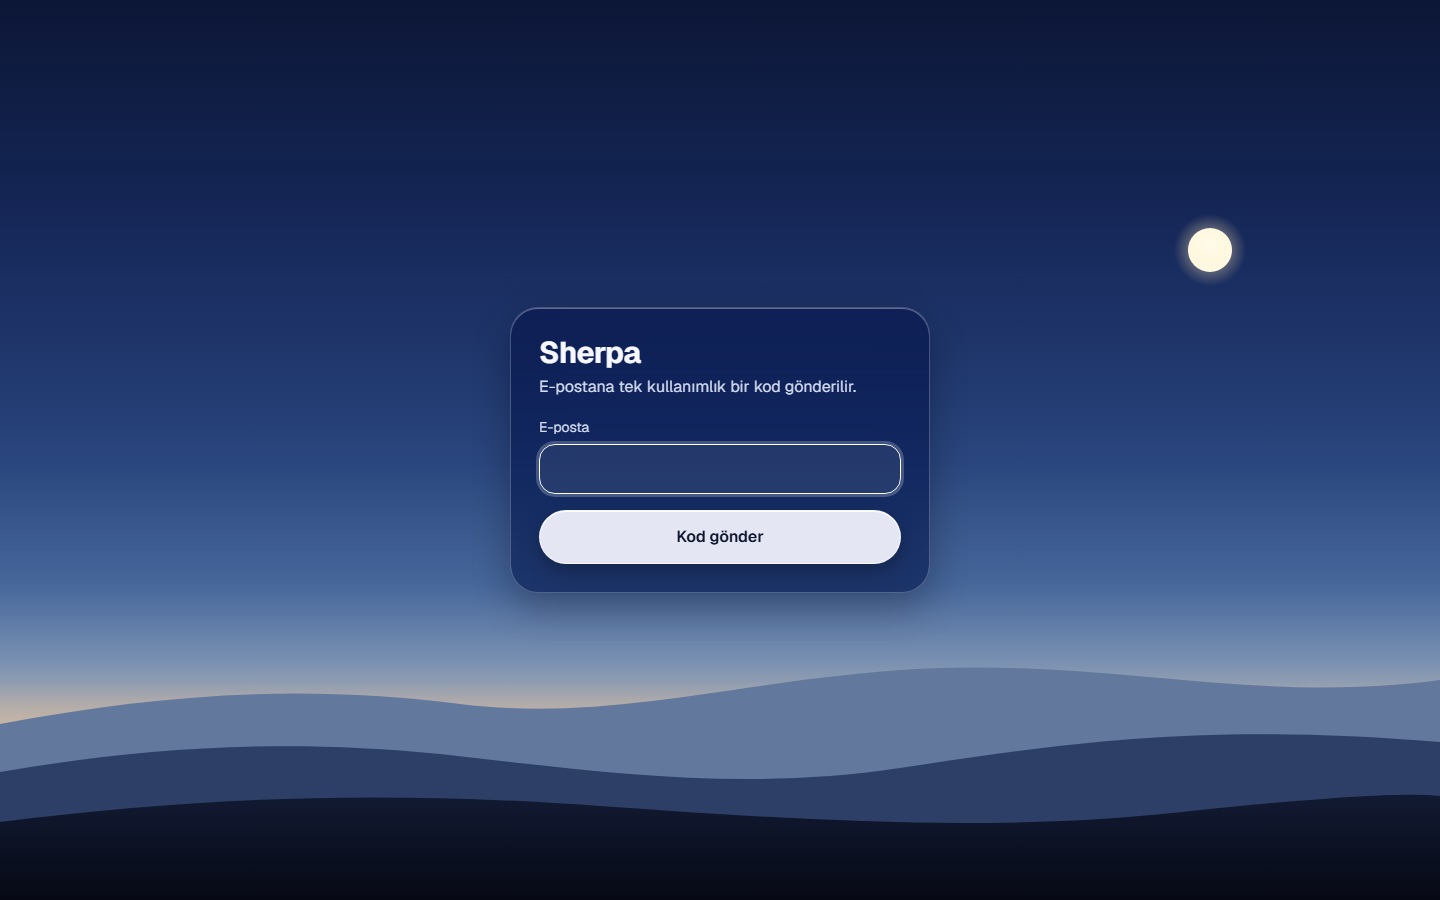 Sherpa
E-postana tek kullanımlık bir kod gönderilir.
E-posta
Kod gönder